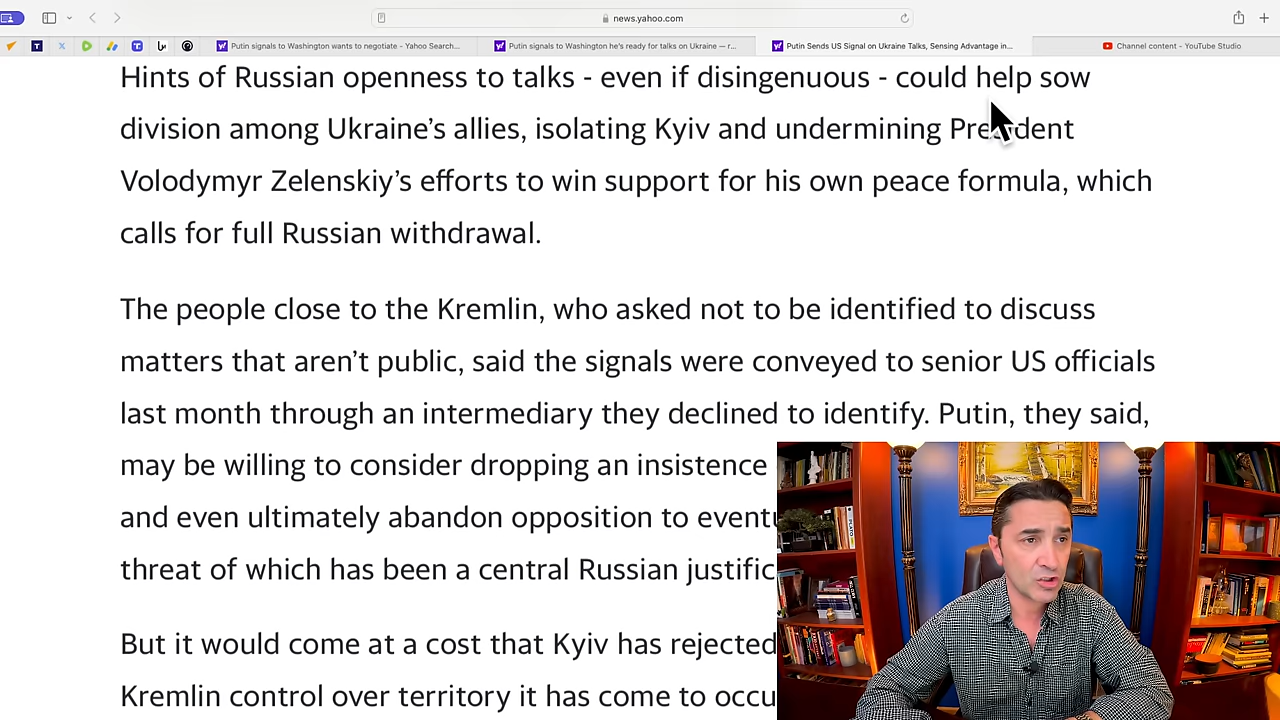 news.yahoo.com
Putin signals to Washington wants to negotiate - Yahoo Search...
Putin signals to Washington he's ready for talks on Ukraine — r...
Putin Sends US Signal on Ukraine Talks, Sensing Advantage in...
Channel content - YouTube Studio
Hints of Russian openness to talks - even if disingenuous - could help sow
division among Ukraine’s allies, isolating Kyiv and undermining President
Volodymyr Zelenskiy’s efforts to win support for his own peace formula, which
calls for full Russian withdrawal.
The people close to the Kremlin, who asked not to be identified to discuss
matters that aren’t public, said the signals were conveyed to senior US officials
last month through an intermediary they declined to identify. Putin, they said,
may be willing to consider dropping an insistence
and even ultimately abandon opposition to eventu
threat of which has been a central Russian justific
But it would come at a cost that Kyiv has rejected
Kremlin control over territory it has come to occu